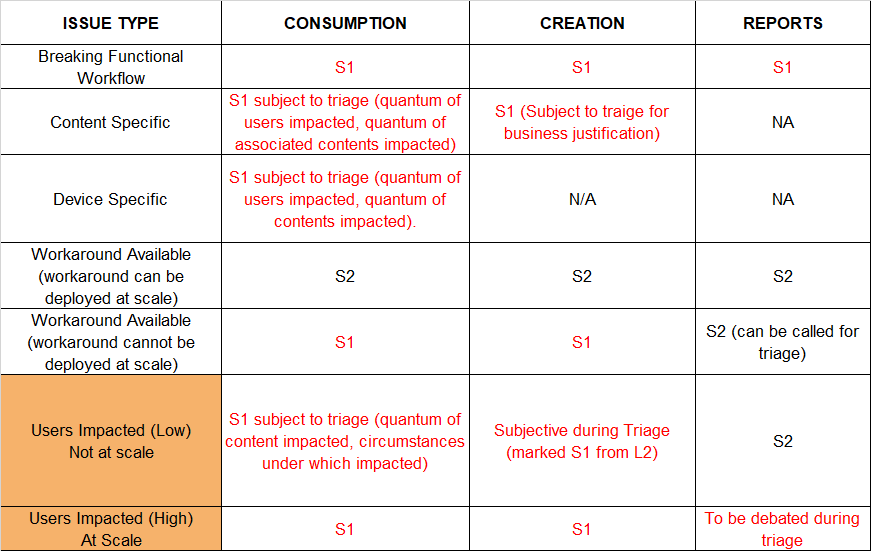 ISSUE TYPE CONSUMPTION CREATION REPORTS
Breaking Functional
Workflow
S1
S1
S1
Content Specific
S1 subject to triage (quantum of
users impacted, quantum of
associated contents impacted)
S1 (Subject to traige for
business justification)
NA
Device Specific
S1 subject to triage (quantum of
users impacted, quantum of
contents impacted).
N/A
NA
Workaround Available
(workaround can be
deployed at scale)
S2
S2
S2
Workaround Available
(workaround cannot be
deployed at scale)
S1
S1
S2 (can be called for
triage)
Users Impacted (Low)
Not at scale
S1 subject to triage (quantum of
content impacted, circumstances
under which impacted)
Subjective during Triage
(marked S1 from L2)
S2
Users Impacted (High)
At Scale
S1
S1
To be debated during
triage